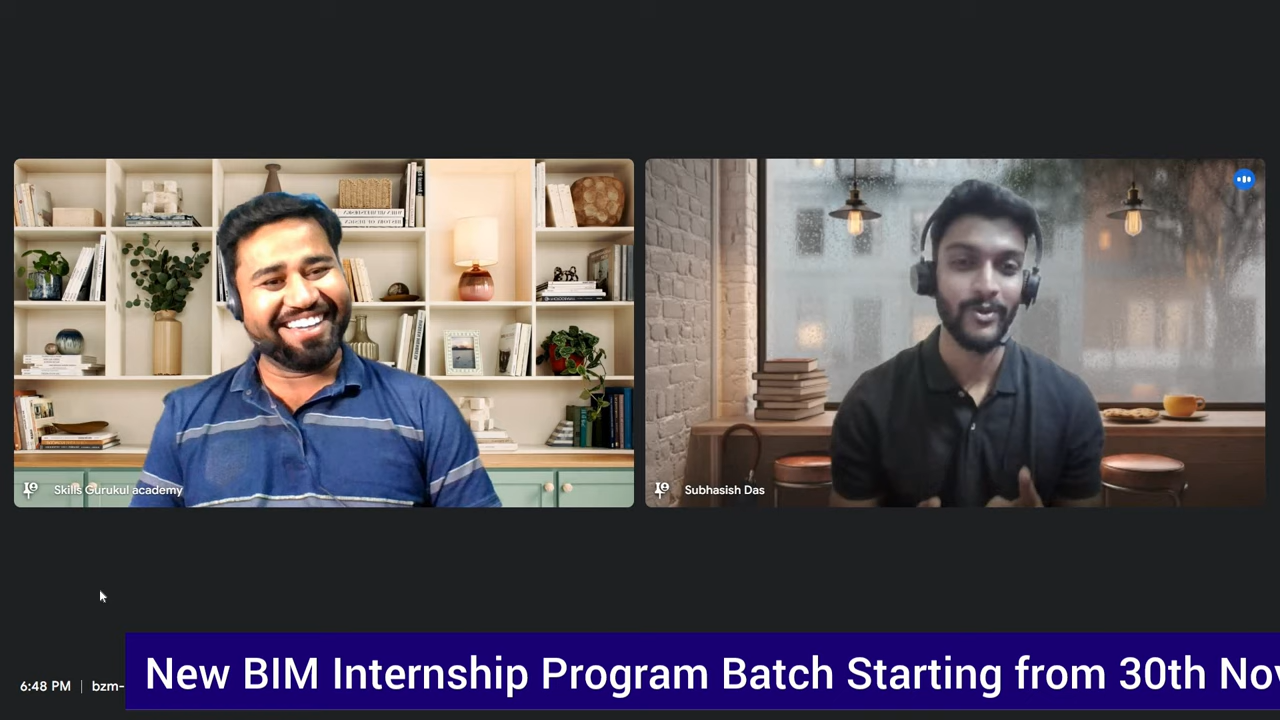 Skills Gurukul academy
Subhasish Das
6:48 PM | bzm-
New BIM Internship Program Batch Starting from 30th Nov